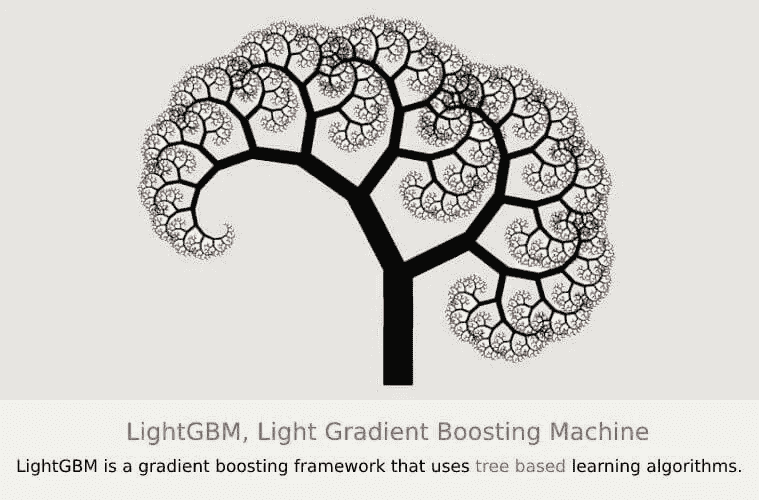 LightGBM, Light Gradient Boosting Machine
LightGBM is a gradient boosting framework that uses tree based learning algorithms.